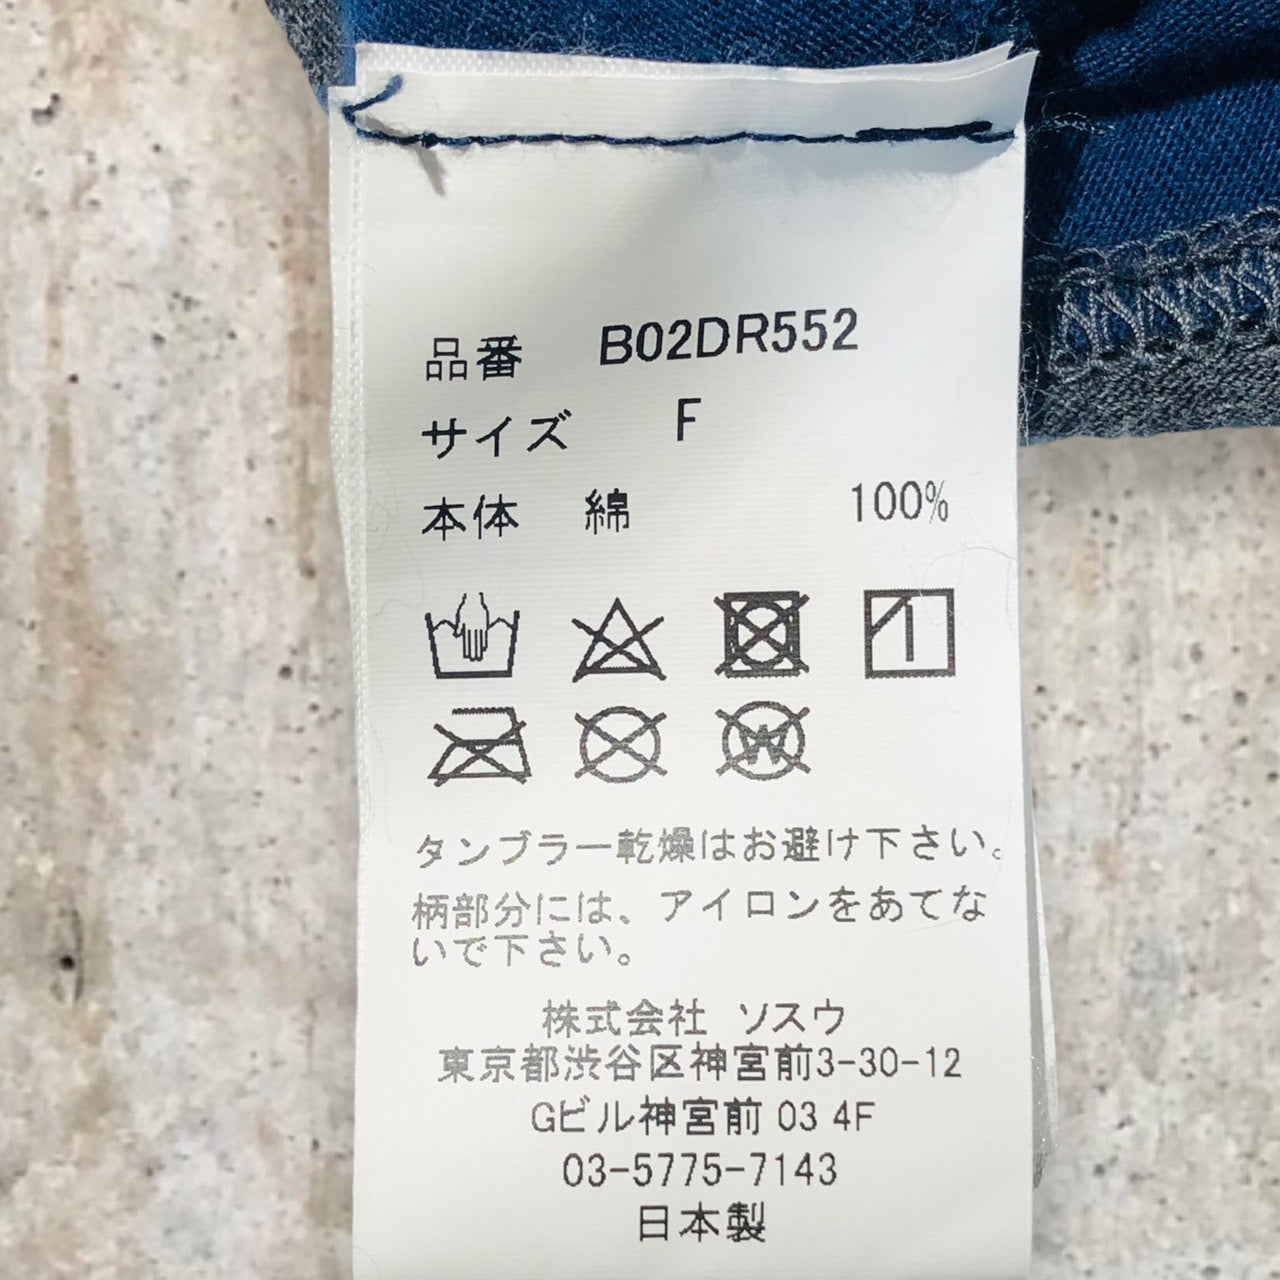 品番 B02DR552
サイズ F
本体 綿 100%
W
タンブラー乾燥はお避け下さい。
柄部分には、アイロンをあてな
いで下さい。
株式会社 ソスウ
東京都渋谷区神宮前3-30-12
Gビル神宮前 03 4F
03-5775-7143
日本製